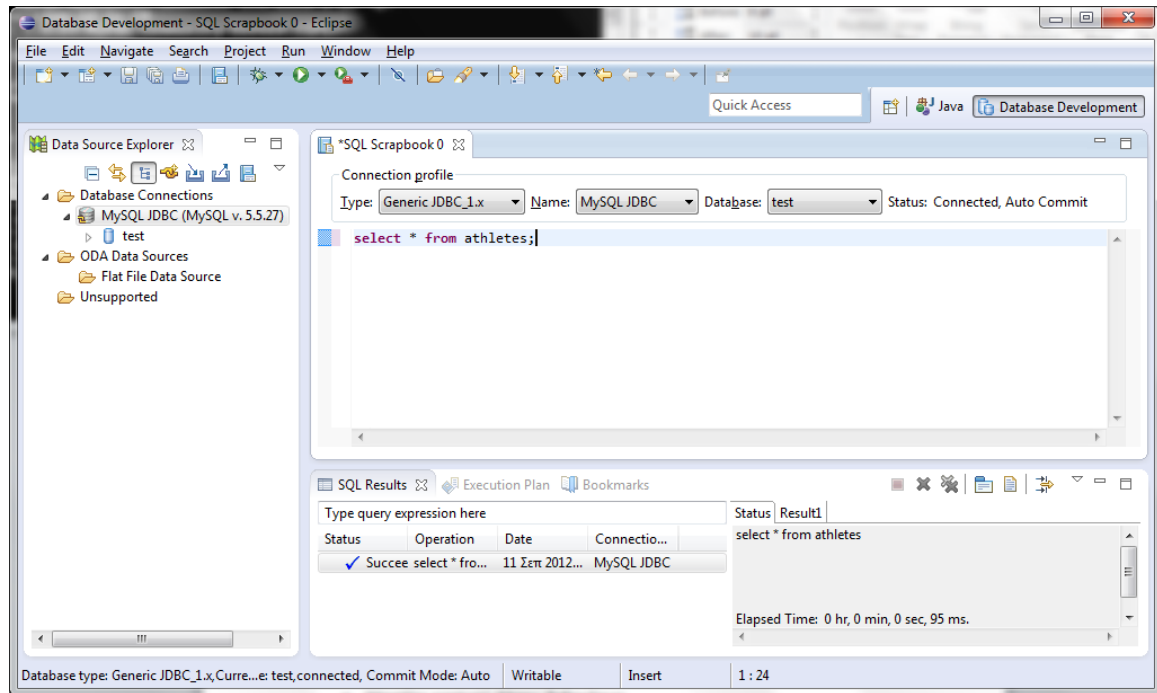 Database Development - SQL Scrapbook 0 - Eclipse
File Edit Navigate Search Project Run Window Help
Quick Access
Java
Database Development
Data Source Explorer
Database Connections
MySQL JDBC (MySQL v. 5.5.27)
test
ODA Data Sources
Flat File Data Source
Unsupported
*SQL Scrapbook 0
Connection profile
Type: Generic JDBC_1.x Name: MySQL JDBC Database: test Status: Connected, Auto Commit
select * from athletes;
SQL Results Execution Plan Bookmarks
Type query expression here
Status Operation Date Connectio...
Succee select * fro... 11 Σεπ 2012... MySQL JDBC
Status Result1
select * from athletes
Elapsed Time: 0 hr, 0 min, 0 sec, 95 ms.
Database type: Generic JDBC_1.x,Curre...e: test,connected, Commit Mode: Auto Writable Insert 1 : 24